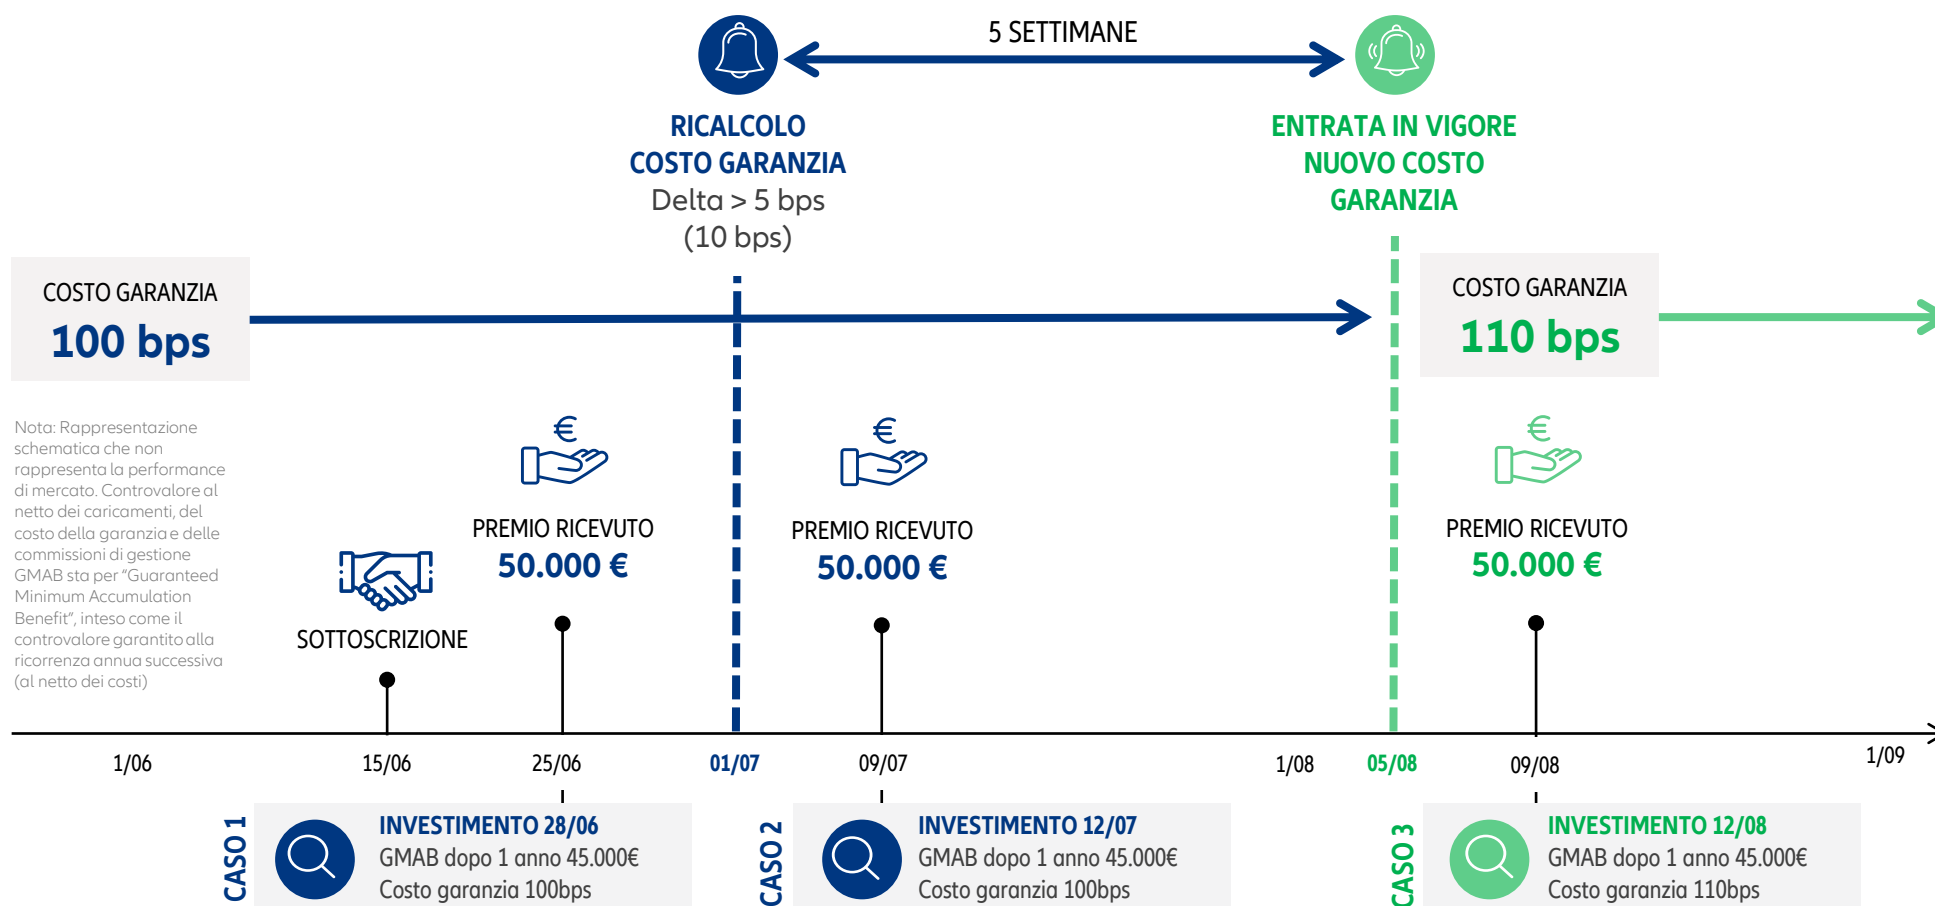 5 SETTIMANE
RICALCOLO
COSTO GARANZIA
Delta > 5 bps
(10 bps)
ENTRATA IN VIGORE
NUOVO COSTO
GARANZIA
COSTO GARANZIA
100 bps
COSTO GARANZIA
110 bps
Nota: Rappresentazione
schematica che non
rappresenta la performance
di mercato. Controvalore al
netto dei caricamenti, del
costo della garanzia e delle
commissioni di gestione
GMAB sta per “Guaranteed
Minimum Accumulation
Benefit”, inteso come il
controvalore garantito alla
ricorrenza annua successiva
(al netto dei costi)
SOTTOSCRIZIONE
€
PREMIO RICEVUTO
50.000 €
€
PREMIO RICEVUTO
50.000 €
€
PREMIO RICEVUTO
50.000 €
1/06
15/06
25/06
01/07
09/07
1/08
05/08
09/08
1/09
CASO 1
INVESTIMENTO 28/06
GMAB dopo 1 anno 45.000€
Costo garanzia 100bps
CASO 2
INVESTIMENTO 12/07
GMAB dopo 1 anno 45.000€
Costo garanzia 100bps
CASO 3
INVESTIMENTO 12/08
GMAB dopo 1 anno 45.000€
Costo garanzia 110bps